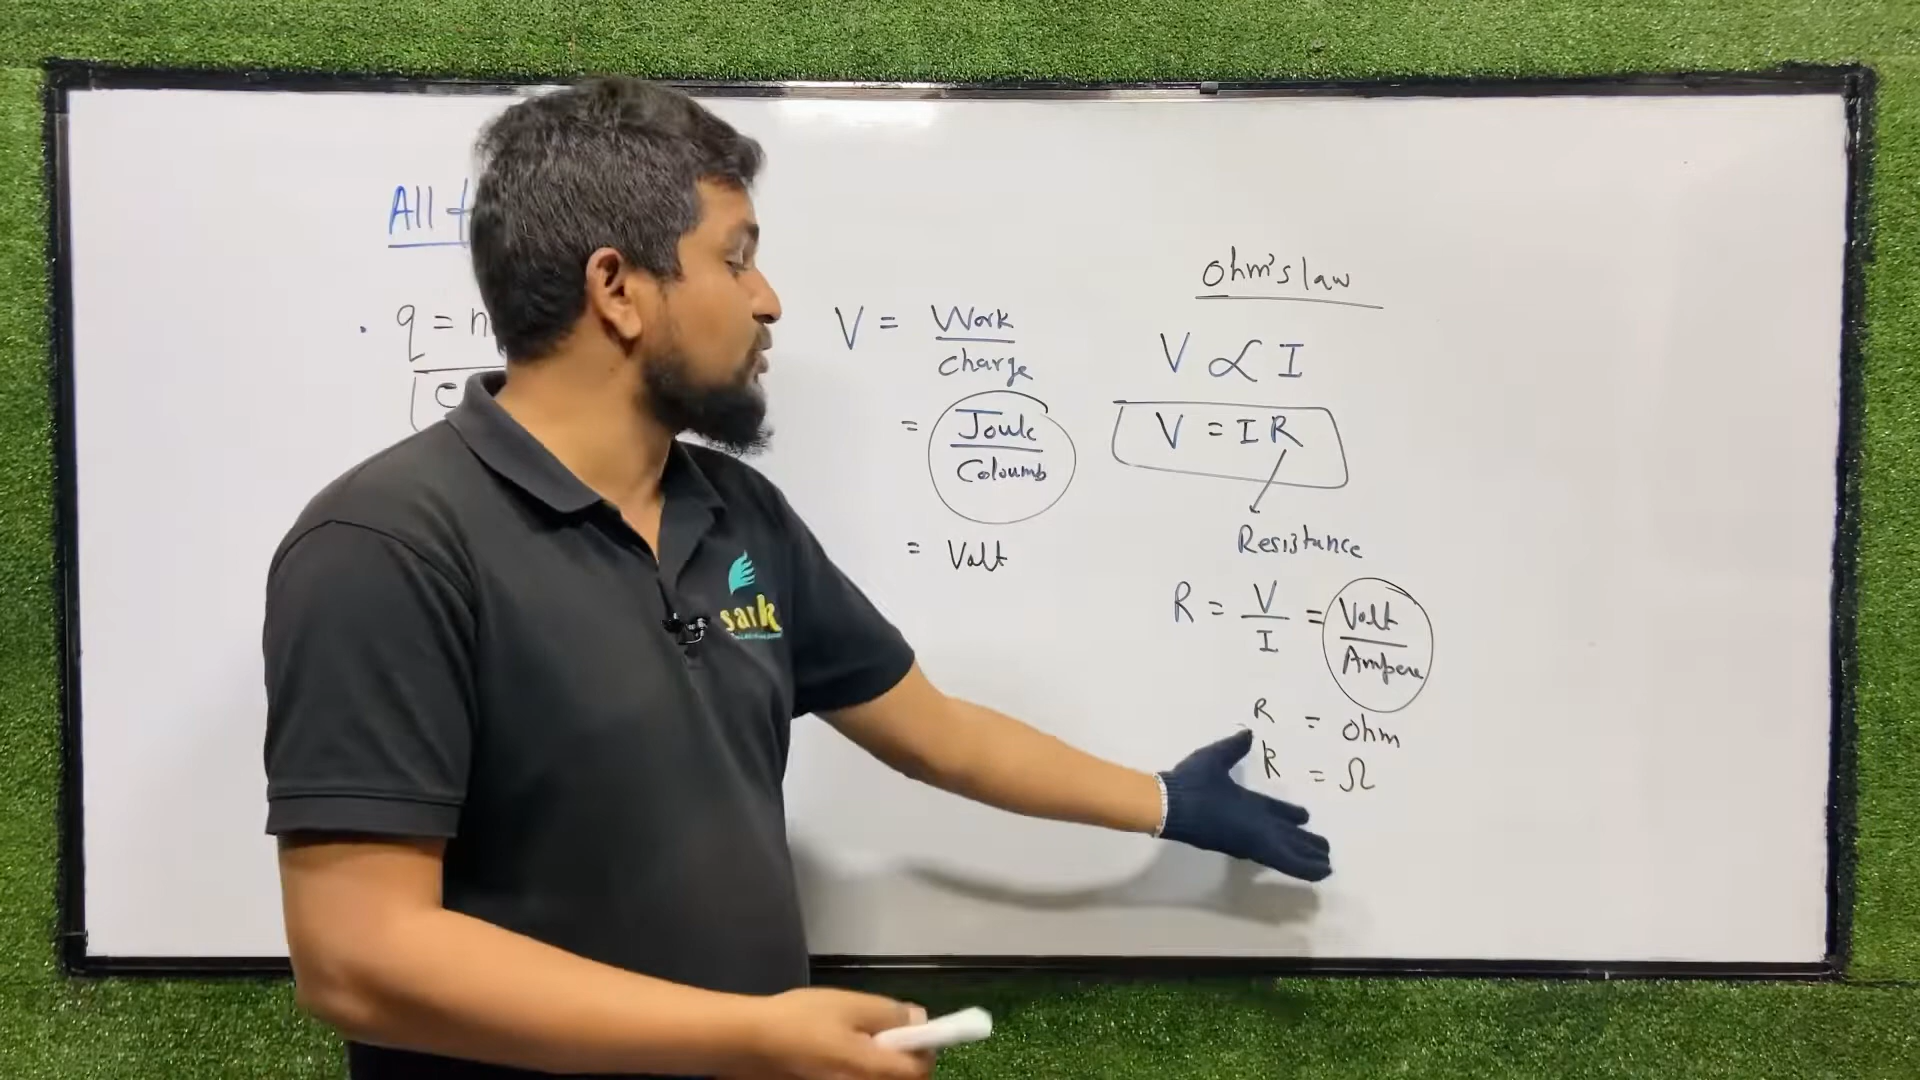 All f
. q = n
C
V = Work
charge
= Joule
Coloumb
= Volt
Ohm's law
V ∝ I
V = I R
Resistance
R = V/I = Volt/Ampere
R = ohm
R = Ω
sark